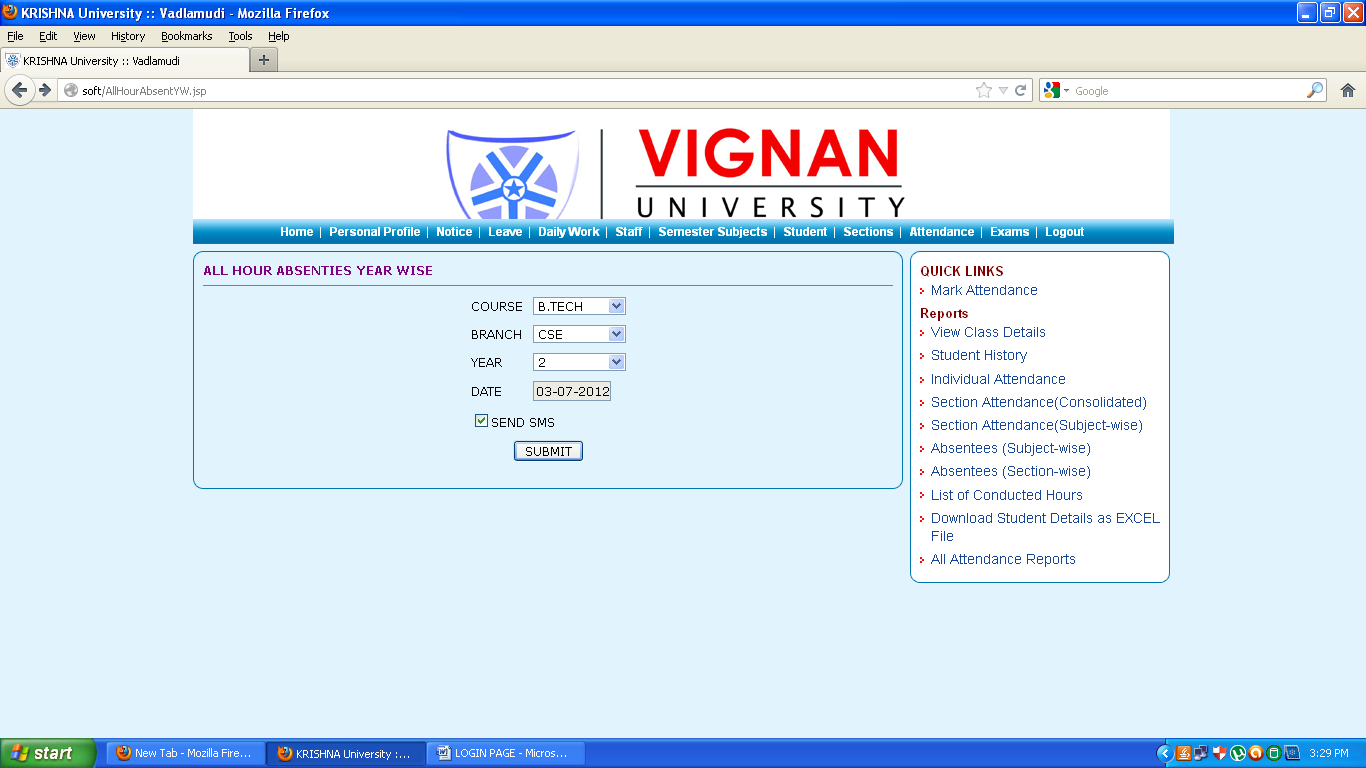 KRISHNA University :: Vadlamudi - Mozilla Firefox
File Edit View History Bookmarks Tools Help
KRISHNA University :: Vadlamudi
soft/AllHourAbsentYW.jsp
Google
VIGNAN
UNIVERSITY
Home | Personal Profile | Notice | Leave | Daily Work | Staff | Semester Subjects | Student | Sections | Attendance | Exams | Logout
ALL HOUR ABSENTIES YEAR WISE
COURSE B.TECH
BRANCH CSE
YEAR 2
DATE 03-07-2012
SEND SMS
SUBMIT
QUICK LINKS
Mark Attendance
Reports
View Class Details
Student History
Individual Attendance
Section Attendance(Consolidated)
Section Attendance(Subject-wise)
Absentees (Subject-wise)
Absentees (Section-wise)
List of Conducted Hours
Download Student Details as EXCEL
File
All Attendance Reports
start
New Tab - Mozilla Fire...
KRISHNA University :...
LOGIN PAGE - Micros...
3:29 PM